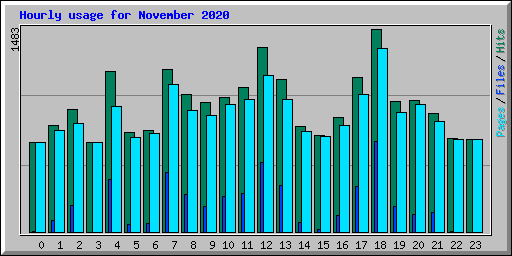 Hourly usage for November 2020
1483
Pages/Files/Hits
0 1 2 3 4 5 6 7 8 9 10 11 12 13 14 15 16 17 18 19 20 21 22 23